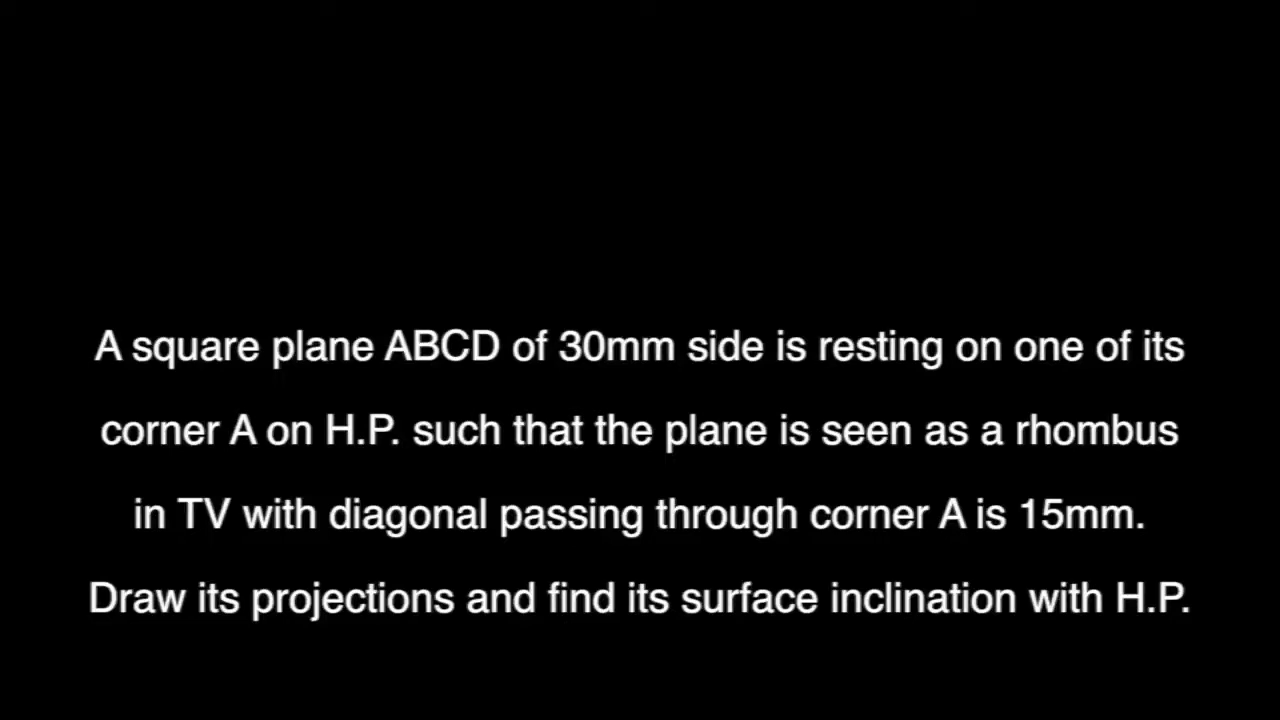 A square plane ABCD of 30mm side is resting on one of its
corner A on H.P. such that the plane is seen as a rhombus
in TV with diagonal passing through corner A is 15mm.
Draw its projections and find its surface inclination with H.P.